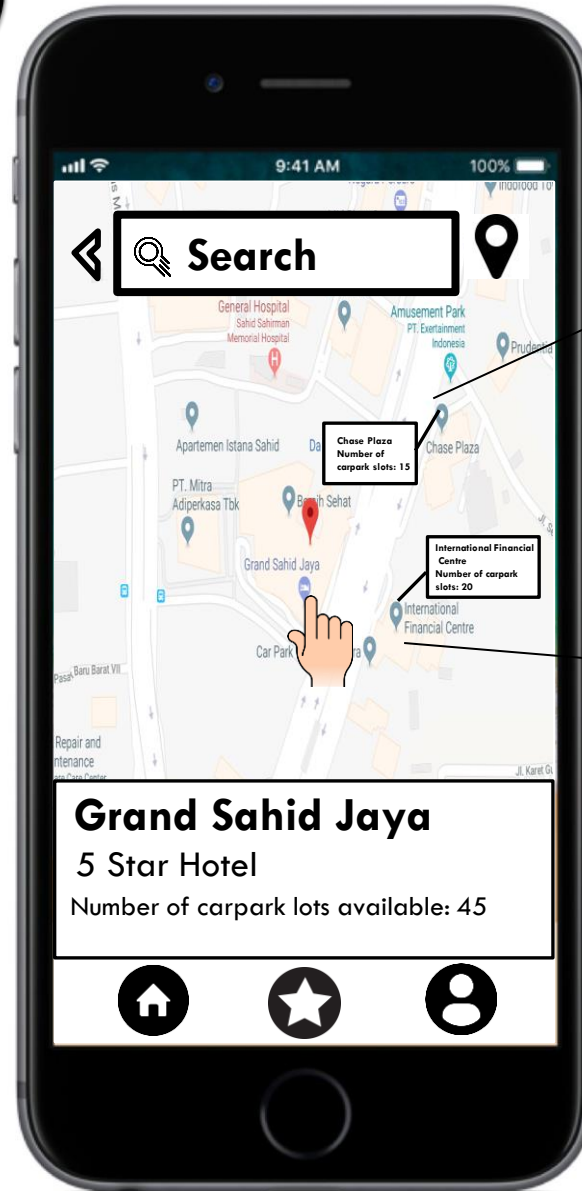 9:41 AM
100%
Search
General Hospital
Sahid Sahirman
Memorial Hospital
Amusement Park
PT. Exertainment
Indonesia
Apartemen Istana Sahid
Chase Plaza
Number of
carpark slots: 15
Chase Plaza
PT. Mitra
Adiperkasa Tbk
Sehat
Grand Sahid Jaya
International Financial
Centre
Number of carpark
slots: 20
International
Financial Centre
Car Park
Baru Barat VII
Repair and
Jl. Karet
Grand Sahid Jaya
5 Star Hotel
Number of carpark lots available: 45